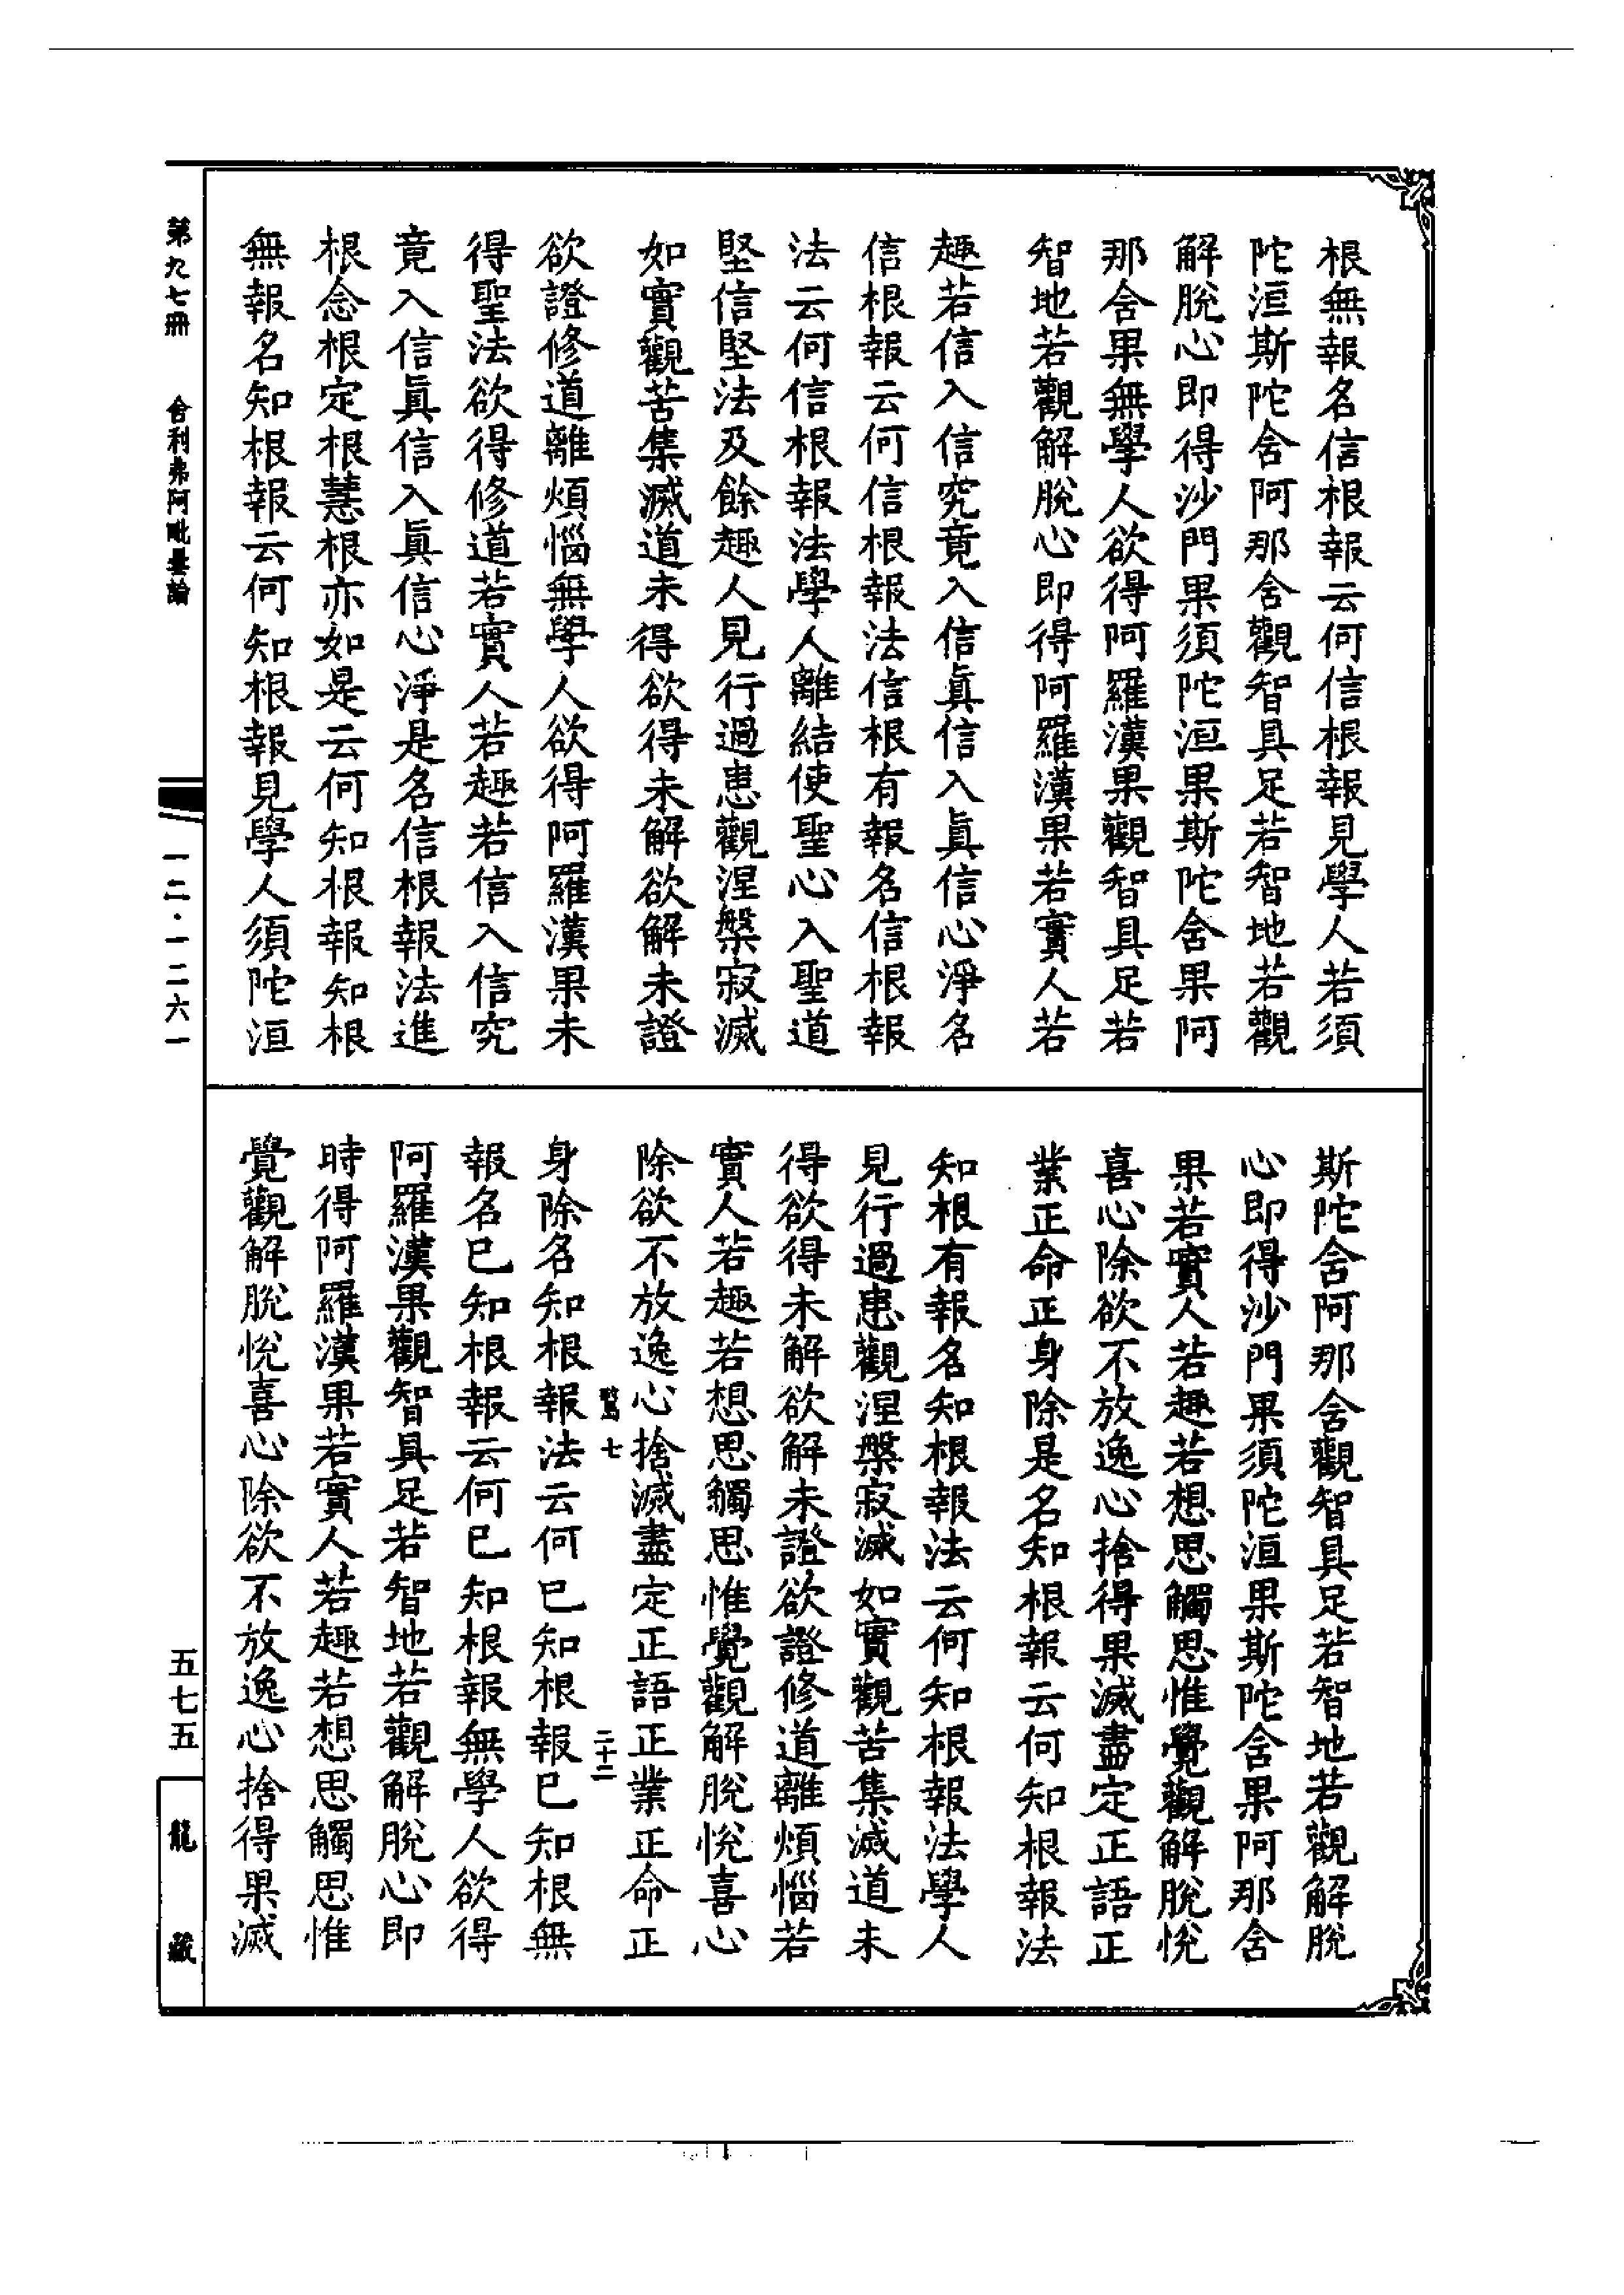 根無報名信根報云何信根報見學人若須
陀洹斯陀舍阿那舍觀智具足若智地若觀
解脫心即得沙門果須陀洹果斯陀舍果阿
那舍果無學人欲得阿羅漢果觀智具足若
智地若觀解脫心即得阿羅漢果若實人若
趣若信入信究竟入信真信入真信心淨名
信根報云何信根報法信根有報名信根報
法云何信根報法學人離結使聖心入聖道
堅信堅法及餘趣人見行過患觀涅槃寂滅
如實觀苦集滅道未得欲得未解欲解未證
欲證修道離煩惱無學人欲得阿羅漢果未
得聖法欲得修道若實人若趣若信入信究
竟入信真信入真信心淨是名信根報法進
根念根定根慧根亦如是云何知根報知根
無報名知根報云何知根報見學人須陀洹
斯陀舍阿那舍觀智具足若智地若觀解脫
心即得沙門果須陀洹果斯陀舍果阿那舍
果若實人若趣若想思觸思惟覺觀解脫悅
喜心除欲不放逸心捨得果滅盡定正語正
業正命正身除是名知根報云何知根報法
知根有報名知根報法云何知根報法學人
見行過患觀涅槃寂滅如實觀苦集滅道未
得欲得未解欲解未證欲證修道離煩惱若
實人若趣若想思觸思惟覺觀解脫悅喜心
除欲不放逸心捨滅盡定正語正業正命正
七 二十二
身除名知根報法云何已知根報已知根無
報名已知根報云何已知根報無學人欲得
阿羅漢果觀智具足若智地若觀解脫心即
時得阿羅漢果若實人若趣若想思觸思惟
覺觀解脫悅喜心除欲不放逸心捨得果滅
第九七冊 舍利弗阿毗曇論 一二·一二六一 五七五 龍藏